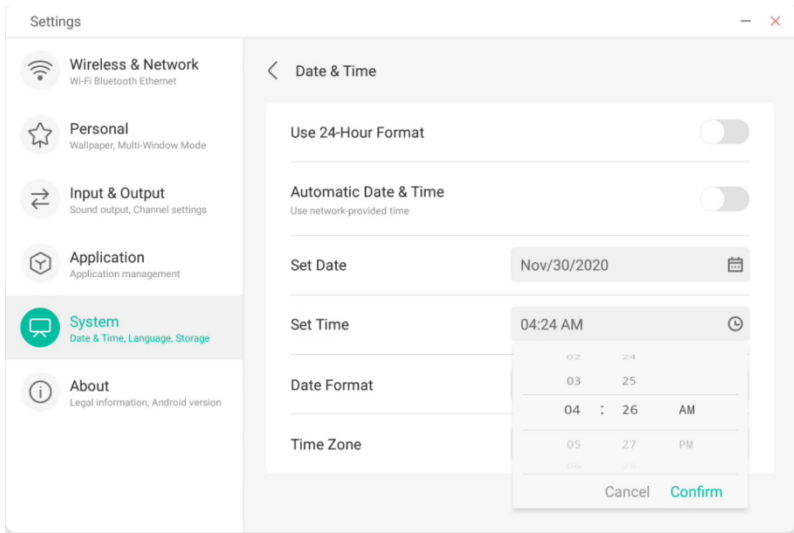 Settings
Wireless & Network
Wi-Fi Bluetooth Ethernet
Personal
Wallpaper, Multi-Window Mode
Input & Output
Sound output, Channel settings
Application
Application management
System
Date & Time, Language, Storage
About
Legal information, Android version
Date & Time
Use 24-Hour Format
Automatic Date & Time
Use network-provided time
Set Date
Nov/30/2020
Set Time
04:24 AM
02 24
03 25
04 : 26 AM
05 27 PM
06 28
Date Format
Time Zone
Cancel Confirm